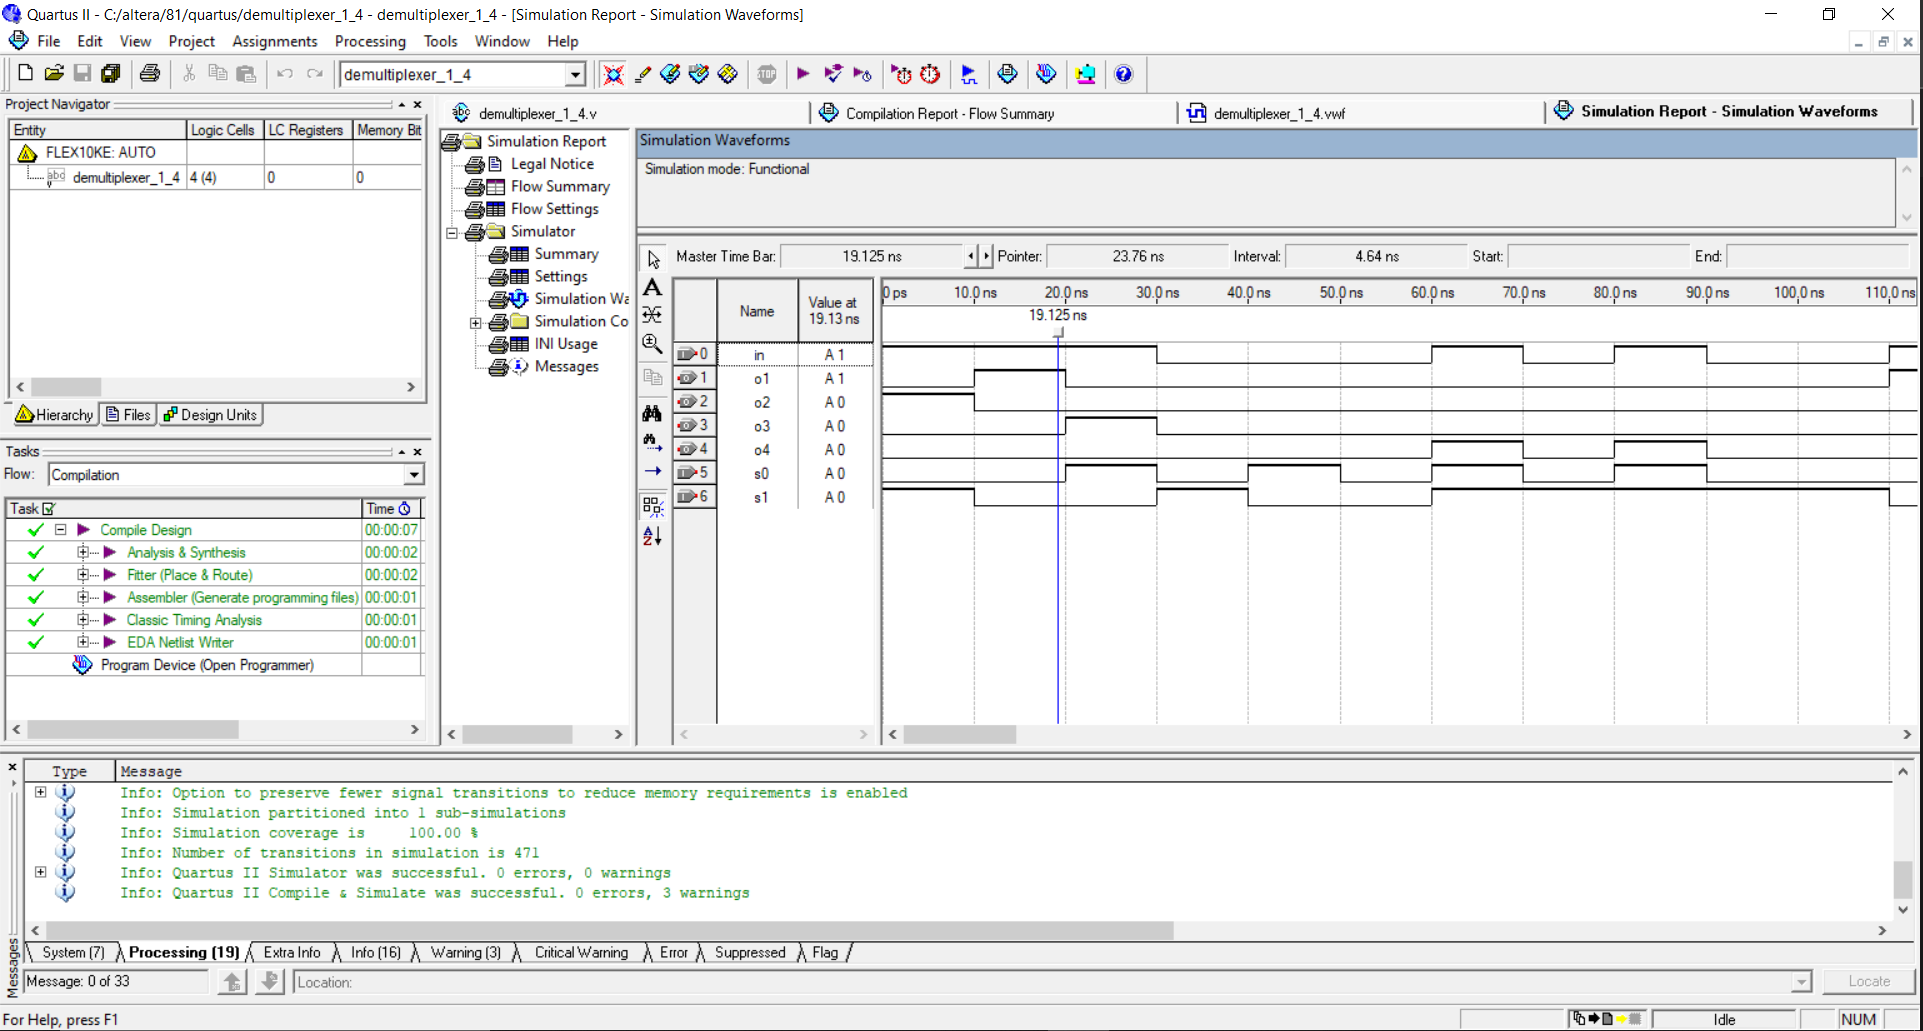 Quartus II - C:/altera/81/quartus/demultiplexer_1_4 - demultiplexer_1_4 - [Simulation Report - Simulation Waveforms]
File Edit View Project Assignments Processing Tools Window Help
demultiplexer_1_4
STOP
Project Navigator
Entity Logic Cells LC Registers Memory Bit
FLEX10KE: AUTO
demultiplexer_1_4 4 (4) 0 0
Hierarchy Files Design Units
Tasks
Flow: Compilation
Task Time
Compile Design 00:00:07
Analysis & Synthesis 00:00:02
Fitter (Place & Route) 00:00:02
Assembler (Generate programming files) 00:00:01
Classic Timing Analysis 00:00:01
EDA Netlist Writer 00:00:01
Program Device (Open Programmer)
demultiplexer_1_4.v Compilation Report - Flow Summary demultiplexer_1_4.vwf Simulation Report - Simulation Waveforms
Simulation Report
Legal Notice
Flow Summary
Flow Settings
Simulator
Summary
Settings
Simulation Wa
Simulation Co
INI Usage
Messages
Simulation Waveforms
Simulation mode: Functional
Master Time Bar: 19.125 ns Pointer: 23.76 ns Interval: 4.64 ns Start: End:
Name Value at
19.13 ns
0 ps 10.0 ns 20.0 ns 30.0 ns 40.0 ns 50.0 ns 60.0 ns 70.0 ns 80.0 ns 90.0 ns 100.0 ns 110.0 ns
19.125 ns
0 in A 1
1 o1 A 1
2 o2 A 0
3 o3 A 0
4 o4 A 0
5 s0 A 0
6 s1 A 0
Type Message
Info: Option to preserve fewer signal transitions to reduce memory requirements is enabled
Info: Simulation partitioned into 1 sub-simulations
Info: Simulation coverage is 100.00 %
Info: Number of transitions in simulation is 471
Info: Quartus II Simulator was successful. 0 errors, 0 warnings
Info: Quartus II Compile & Simulate was successful. 0 errors, 3 warnings
System (7) Processing (19) Extra Info Info (16) Warning (3) Critical Warning Error Suppressed Flag
Messages
Message: 0 of 33 Location: Locate
For Help, press F1 Idle NUM